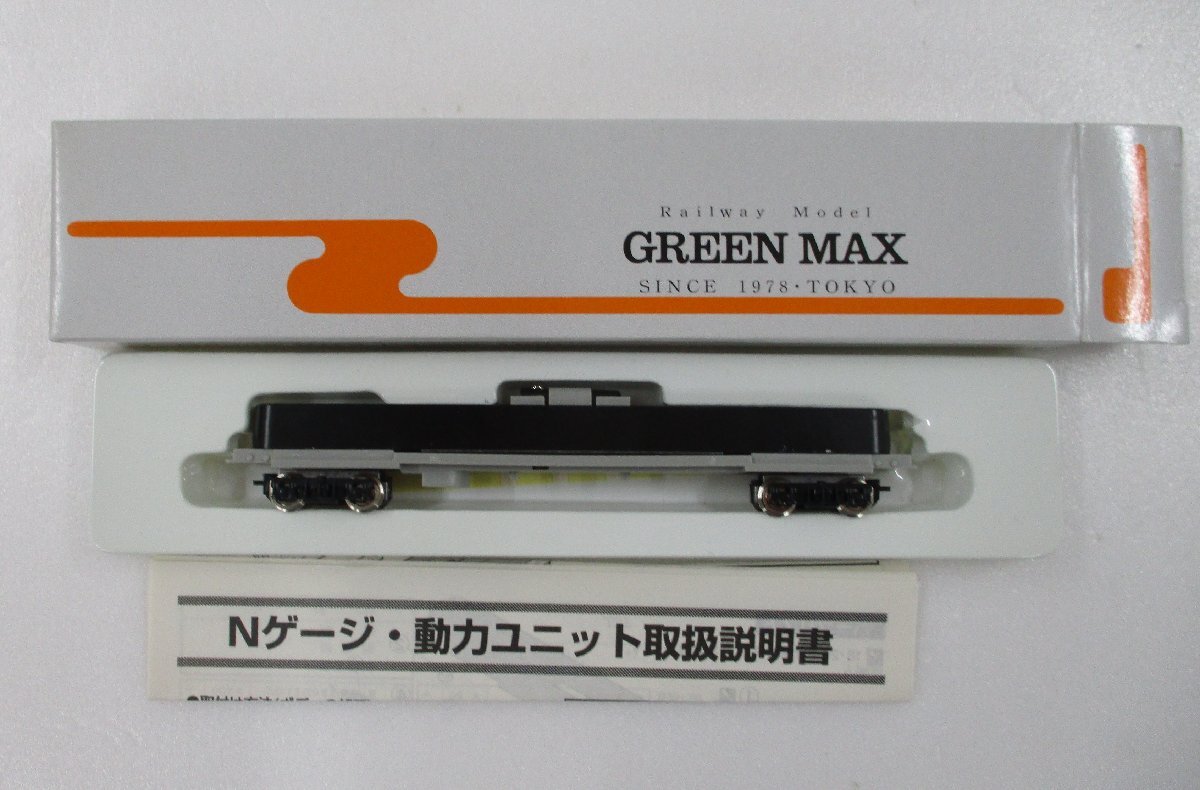 Railway Model
GREEN MAX
SINCE 1978・TOKYO
Nゲージ・動力ユニット取扱説明書